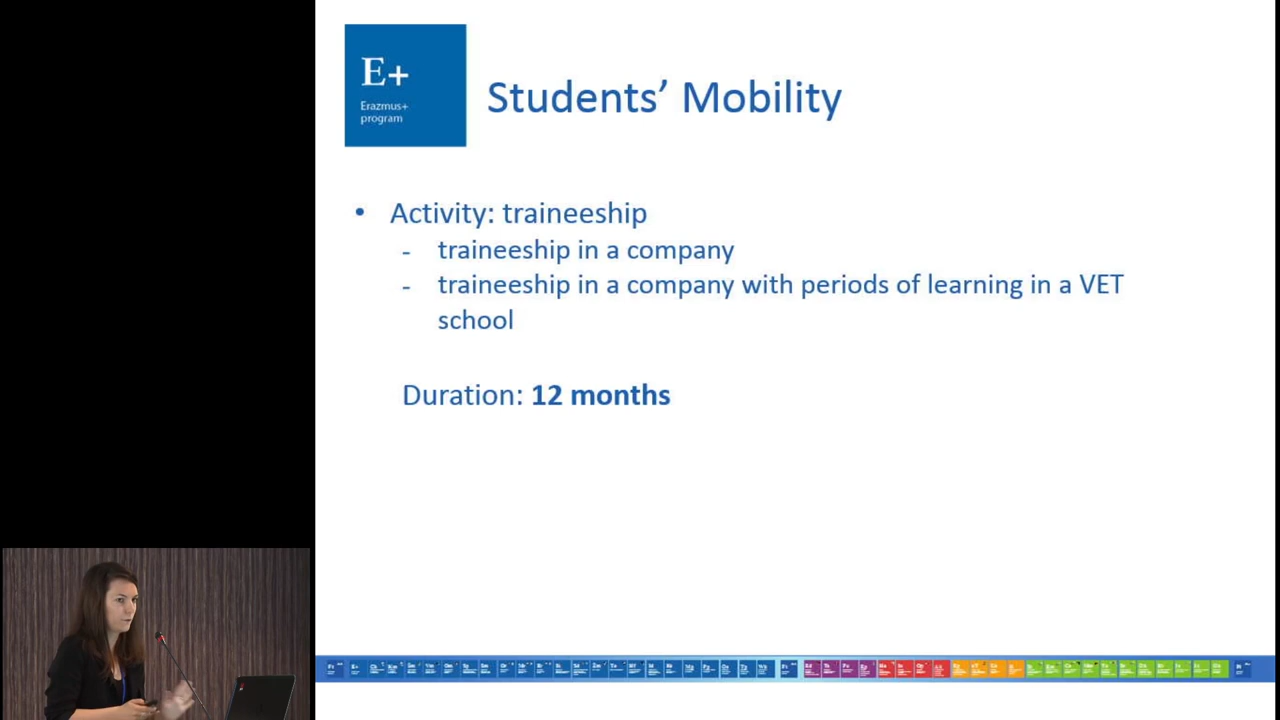 E+
Erazmus+
program
Students’ Mobility
• Activity: traineeship
- traineeship in a company
- traineeship in a company with periods of learning in a VET
school
Duration: 12 months